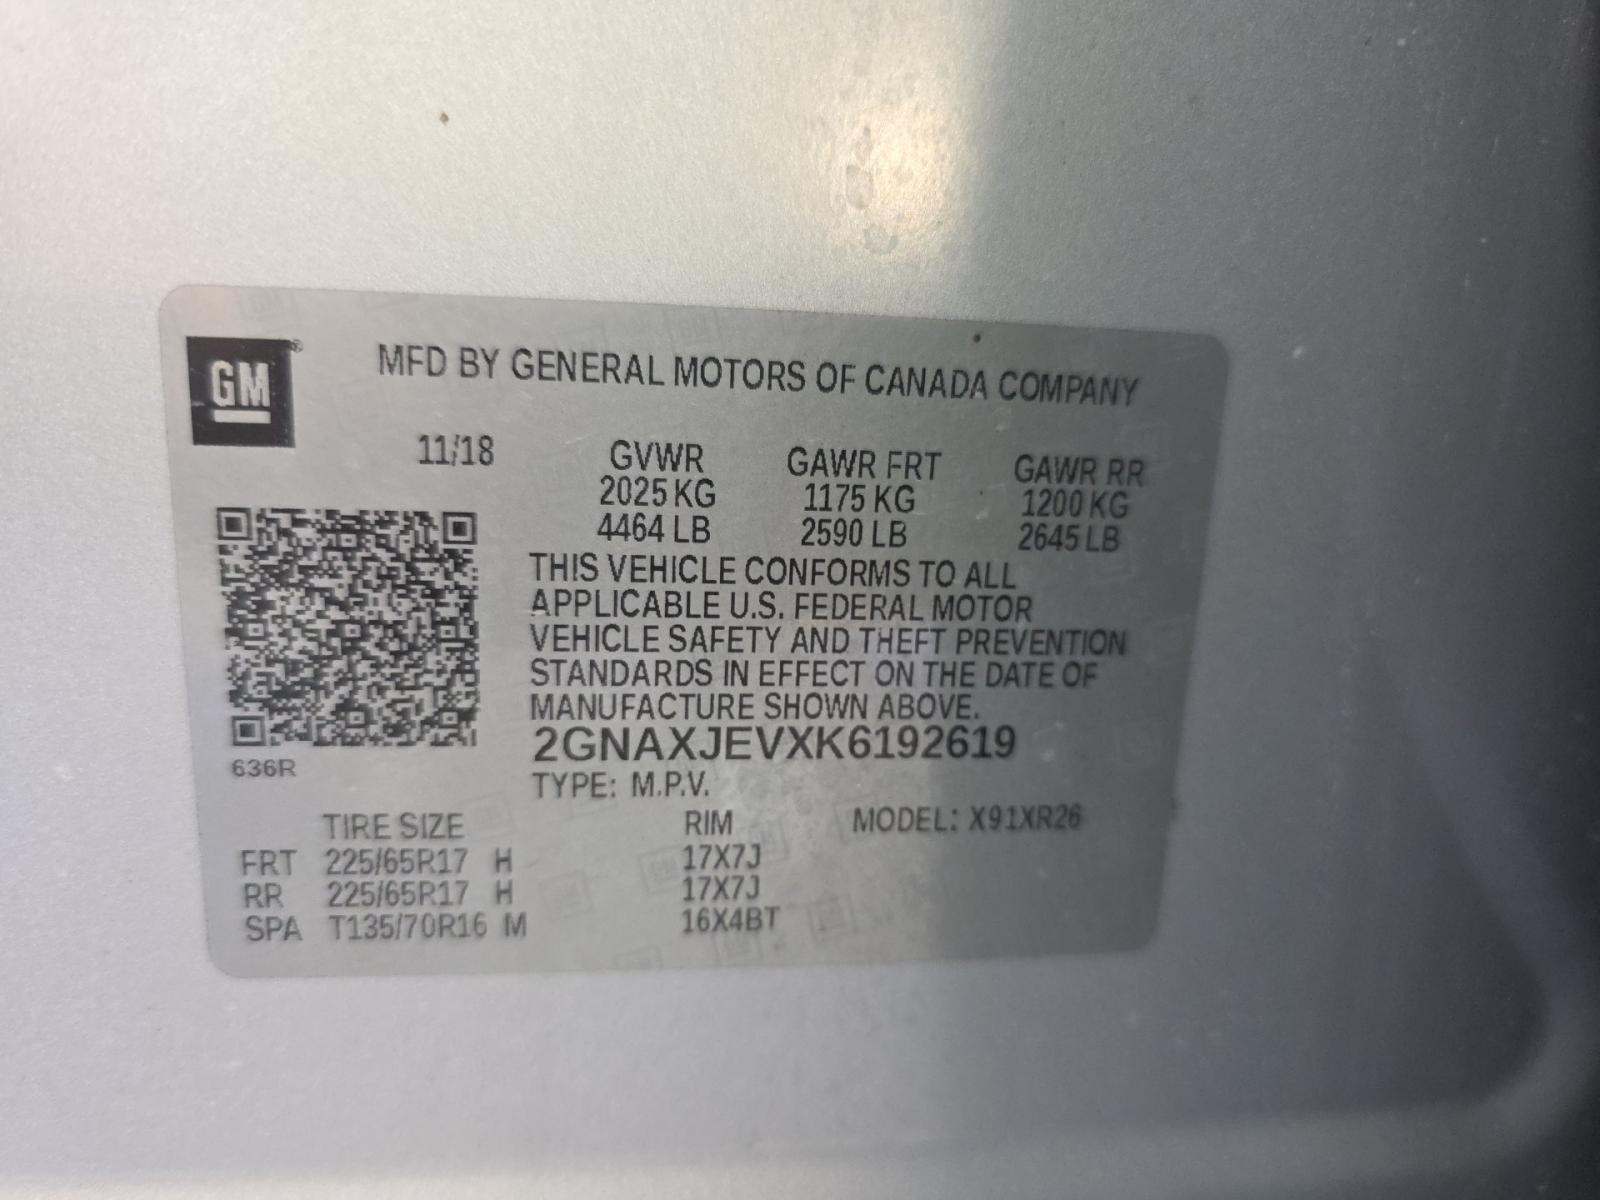 GM®
MFD BY GENERAL MOTORS OF CANADA COMPANY
11/18 GVWR GAWR FRT GAWR RR
2025 KG 1175 KG 1200 KG
4464 LB 2590 LB 2645 LB
THIS VEHICLE CONFORMS TO ALL
APPLICABLE U.S. FEDERAL MOTOR
VEHICLE SAFETY AND THEFT PREVENTION
STANDARDS IN EFFECT ON THE DATE OF
MANUFACTURE SHOWN ABOVE.
2GNAXJEVXK6192619
636R
TYPE: M.P.V.
TIRE SIZE RIM MODEL: X91XR26
FRT 225/65R17 H 17X7J
RR 225/65R17 H 17X7J
SPA T135/70R16 M 16X4BT